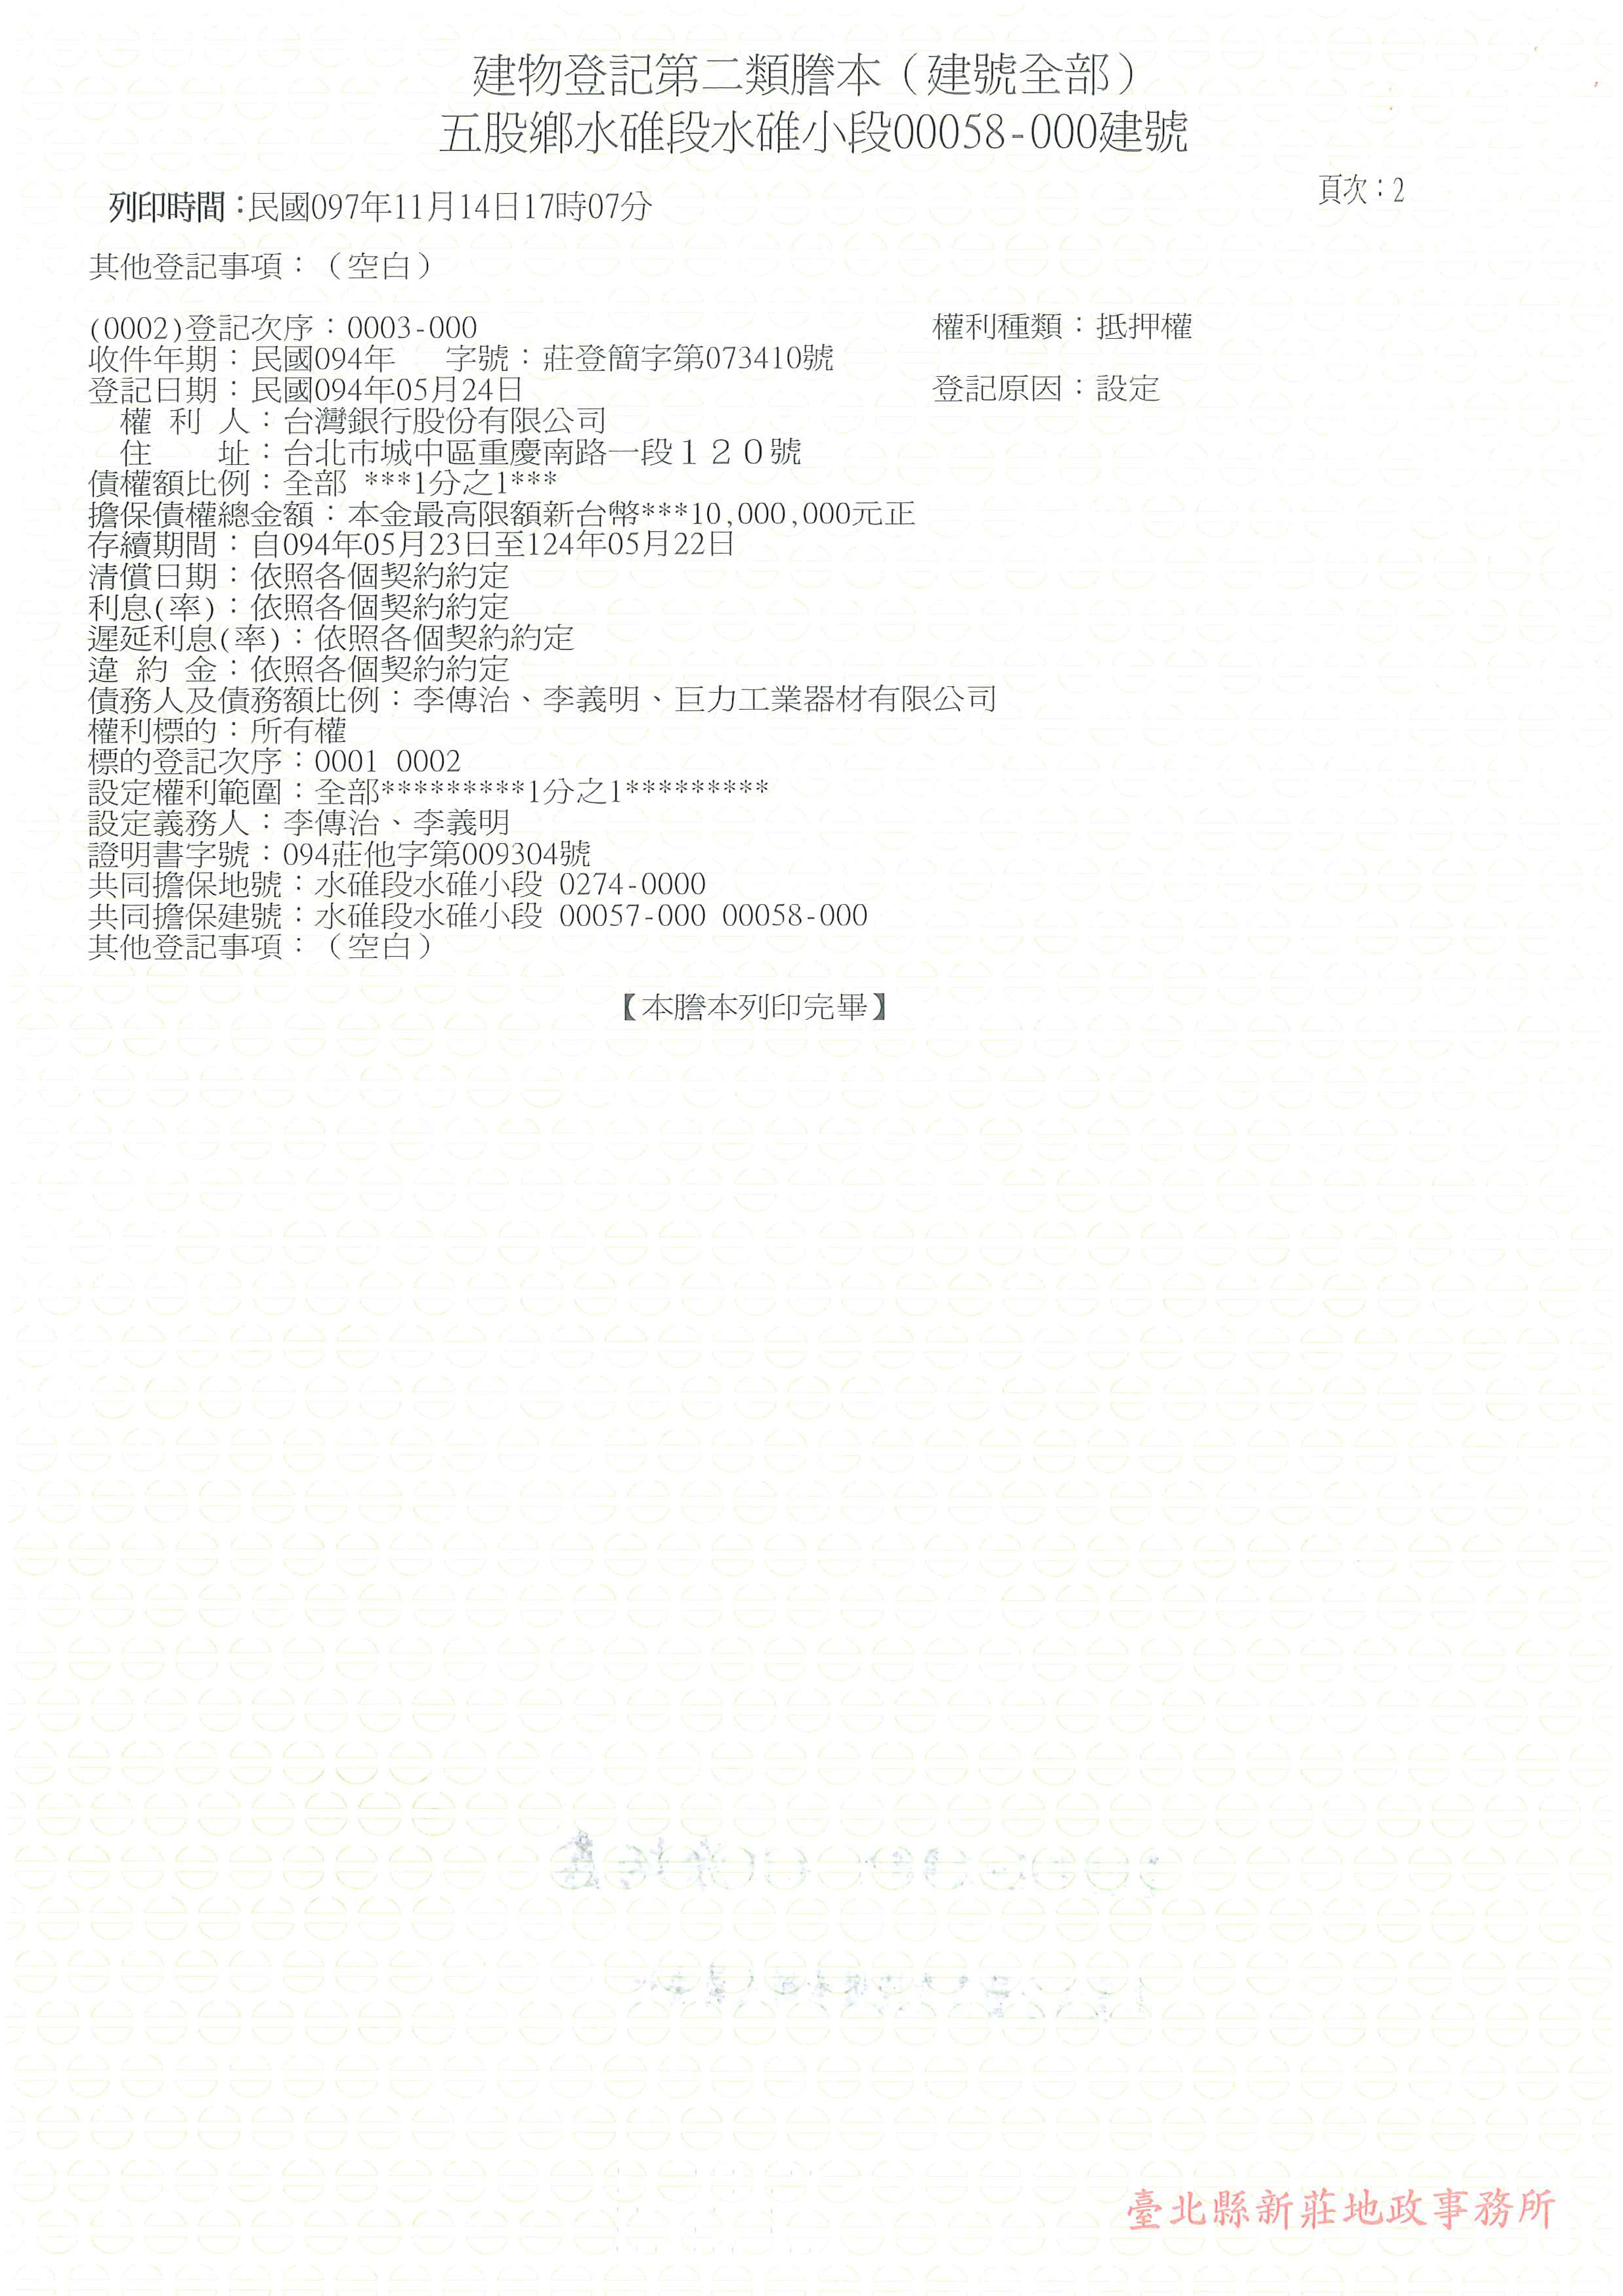 建物登記第二類謄本（建號全部）
五股鄉水碓段水碓小段00058-000建號
頁次：2
列印時間：民國097年11月14日17時07分
其他登記事項：（空白）
(0002)登記次序：0003-000 權利種類：抵押權
收件年期：民國094年 字號：莊登簡字第073410號
登記日期：民國094年05月24日 登記原因：設定
權 利 人：台灣銀行股份有限公司
住 址：台北市城中區重慶南路一段１２０號
債權額比例：全部 ***1分之1***
擔保債權總金額：本金最高限額新台幣***10,000,000元正
存續期間：自094年05月23日至124年05月22日
清償日期：依照各個契約約定
利息(率)：依照各個契約約定
遲延利息(率)：依照各個契約約定
違 約 金：依照各個契約約定
債務人及債務額比例：李傳治、李義明、巨力工業器材有限公司
權利標的：所有權
標的登記次序：0001 0002
設定權利範圍：全部*********1分之1*********
設定義務人：李傳治、李義明
證明書字號：094莊他字第009304號
共同擔保地號：水碓段水碓小段 0274-0000
共同擔保建號：水碓段水碓小段 00057-000 00058-000
其他登記事項：（空白）
【本謄本列印完畢】
臺北縣新莊地政事務所